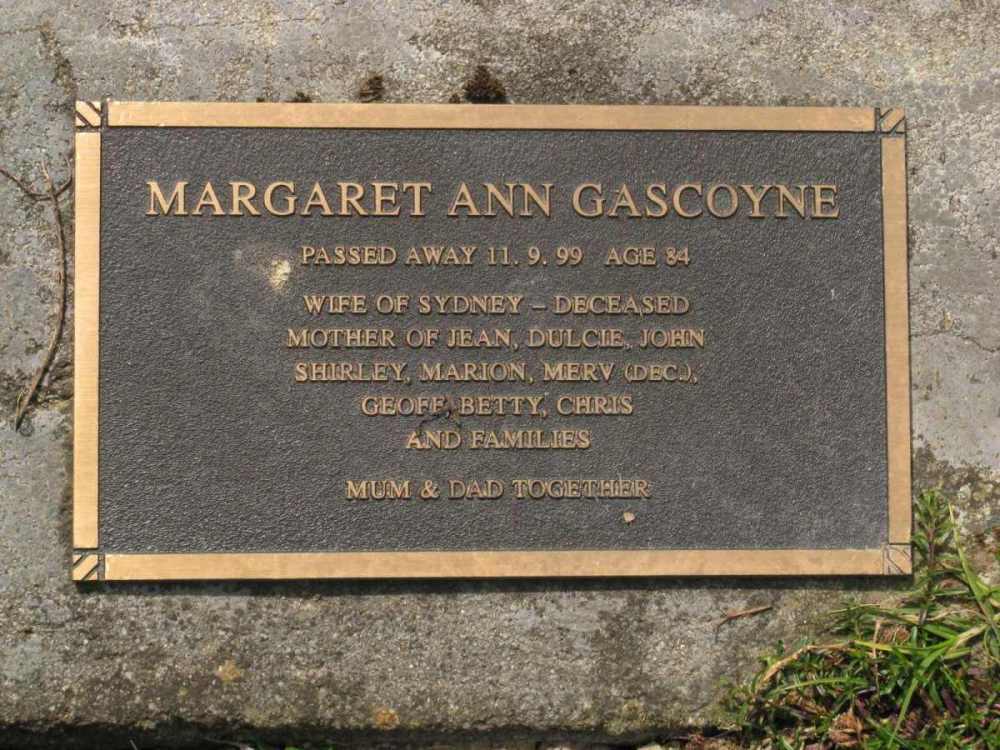 MARGARET ANN GASCOYNE
PASSED AWAY 11. 9. 99 AGE 84
WIFE OF SYDNEY – DECEASED
MOTHER OF JEAN, DULCIE, JOHN
SHIRLEY, MARION, MERV (DEC.),
GEOFF, BETTY, CHRIS
AND FAMILIES
MUM & DAD TOGETHER